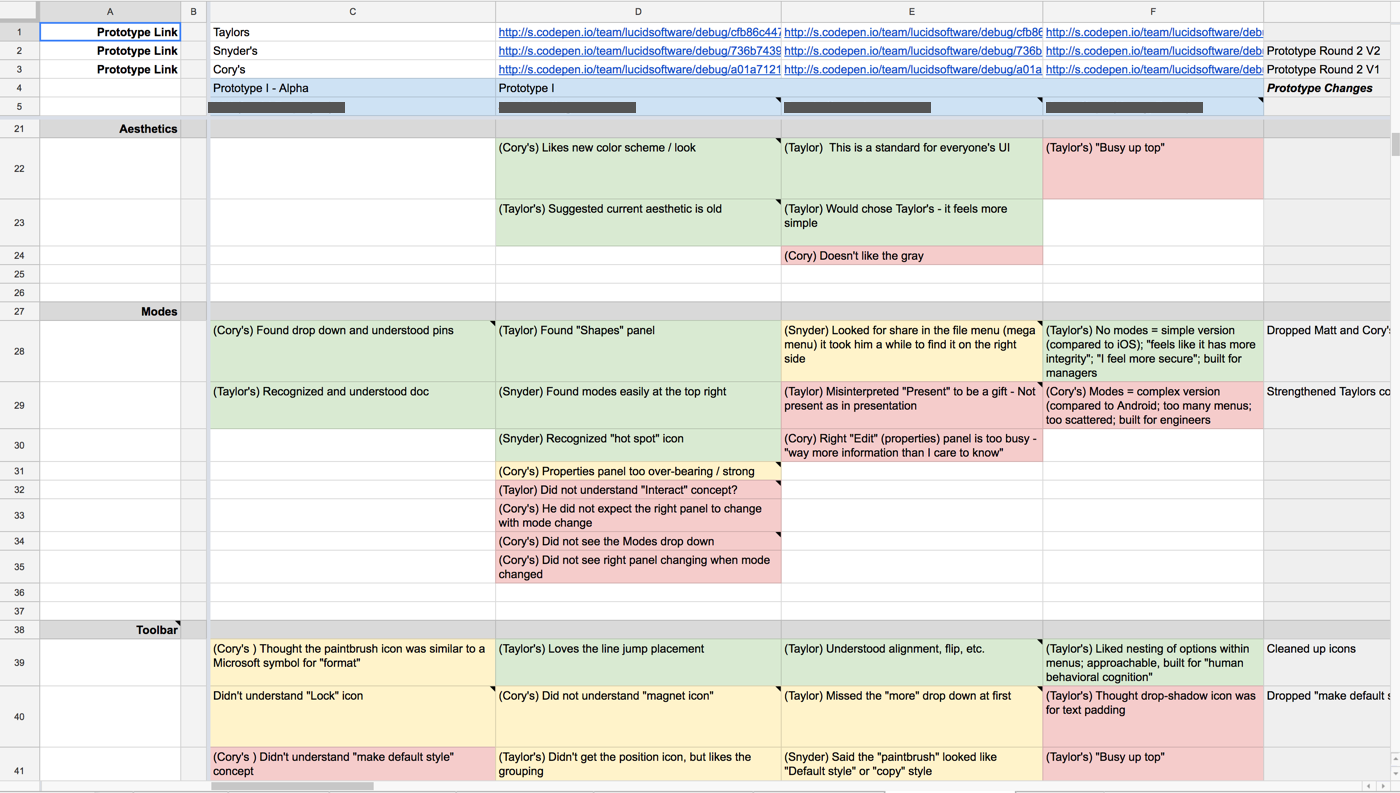 A B C D E F
1 Prototype Link Taylors http://s.codepen.io/team/lucidsoftware/debug/cfb86c447 http://s.codepen.io/team/lucidsoftware/debug/cfb86 http://s.codepen.io/team/lucidsoftware/deb
2 Prototype Link Snyder's http://s.codepen.io/team/lucidsoftware/debug/736b7439 http://s.codepen.io/team/lucidsoftware/debug/736b http://s.codepen.io/team/lucidsoftware/deb Prototype Round 2 V2
3 Prototype Link Cory's http://s.codepen.io/team/lucidsoftware/debug/a01a7121 http://s.codepen.io/team/lucidsoftware/debug/a01a http://s.codepen.io/team/lucidsoftware/deb Prototype Round 2 V1
4 Prototype I - Alpha Prototype I Prototype Changes
5
21 Aesthetics
22 (Cory's) Likes new color scheme / look (Taylor) This is a standard for everyone's UI (Taylor's) "Busy up top"
23 (Taylor's) Suggested current aesthetic is old (Taylor) Would chose Taylor's - it feels more
simple
24 (Cory) Doesn't like the gray
25
26
27 Modes
28 (Cory's) Found drop down and understood pins (Taylor) Found "Shapes" panel (Snyder) Looked for share in the file menu (mega
menu) it took him a while to find it on the right
side
(Taylor's) No modes = simple version
(compared to iOS); "feels like it has more
integrity"; "I feel more secure"; built for
managers
Dropped Matt and Cory's
29 (Taylor's) Recognized and understood doc (Snyder) Found modes easily at the top right (Taylor) Misinterpreted "Present" to be a gift - Not
present as in presentation
(Cory's) Modes = complex version
(compared to Android; too many menus;
too scattered; built for engineers
Strengthened Taylors co
30 (Snyder) Recognized "hot spot" icon (Cory) Right "Edit" (properties) panel is too busy -
"way more information than I care to know"
31 (Cory's) Properties panel too over-bearing / strong
32 (Taylor) Did not understand "Interact" concept?
33 (Cory's) He did not expect the right panel to change
with mode change
34 (Cory's) Did not see the Modes drop down
35 (Cory's) Did not see right panel changing when mode
changed
36
37
38 Toolbar
39 (Cory's ) Thought the paintbrush icon was similar to a
Microsoft symbol for "format"
(Taylor's) Loves the line jump placement (Taylor) Understood alignment, flip, etc. (Taylor's) Liked nesting of options within
menus; approachable, built for "human
behavioral cognition"
Cleaned up icons
40 Didn't understand "Lock" icon (Cory's) Did not understand "magnet icon" (Taylor) Missed the "more" drop down at first (Taylor's) Thought drop-shadow icon was
for text padding
Dropped "make default s
41 (Cory's ) Didn't understand "make default style"
concept
(Taylor's) Didn't get the position icon, but likes the
grouping
(Snyder) Said the "paintbrush" looked like
"Default style" or "copy" style
(Taylor's) "Busy up top"